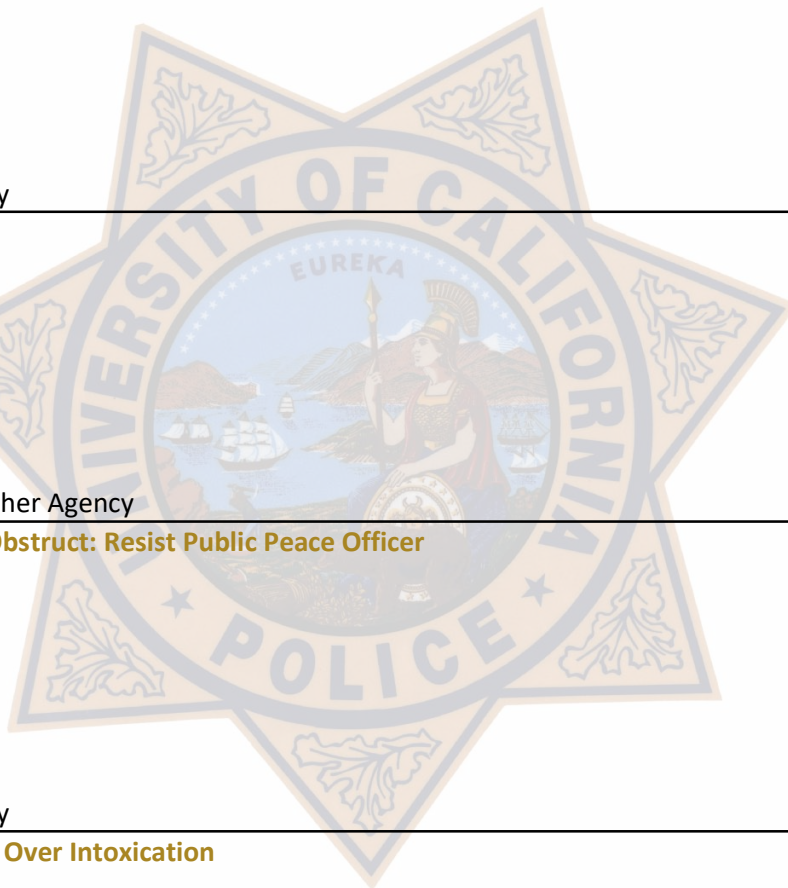 y
UNIVERSITY OF CALIFORNIA
EUREKA
her Agency
bstruct: Resist Public Peace Officer
POLICE
y
Over Intoxication